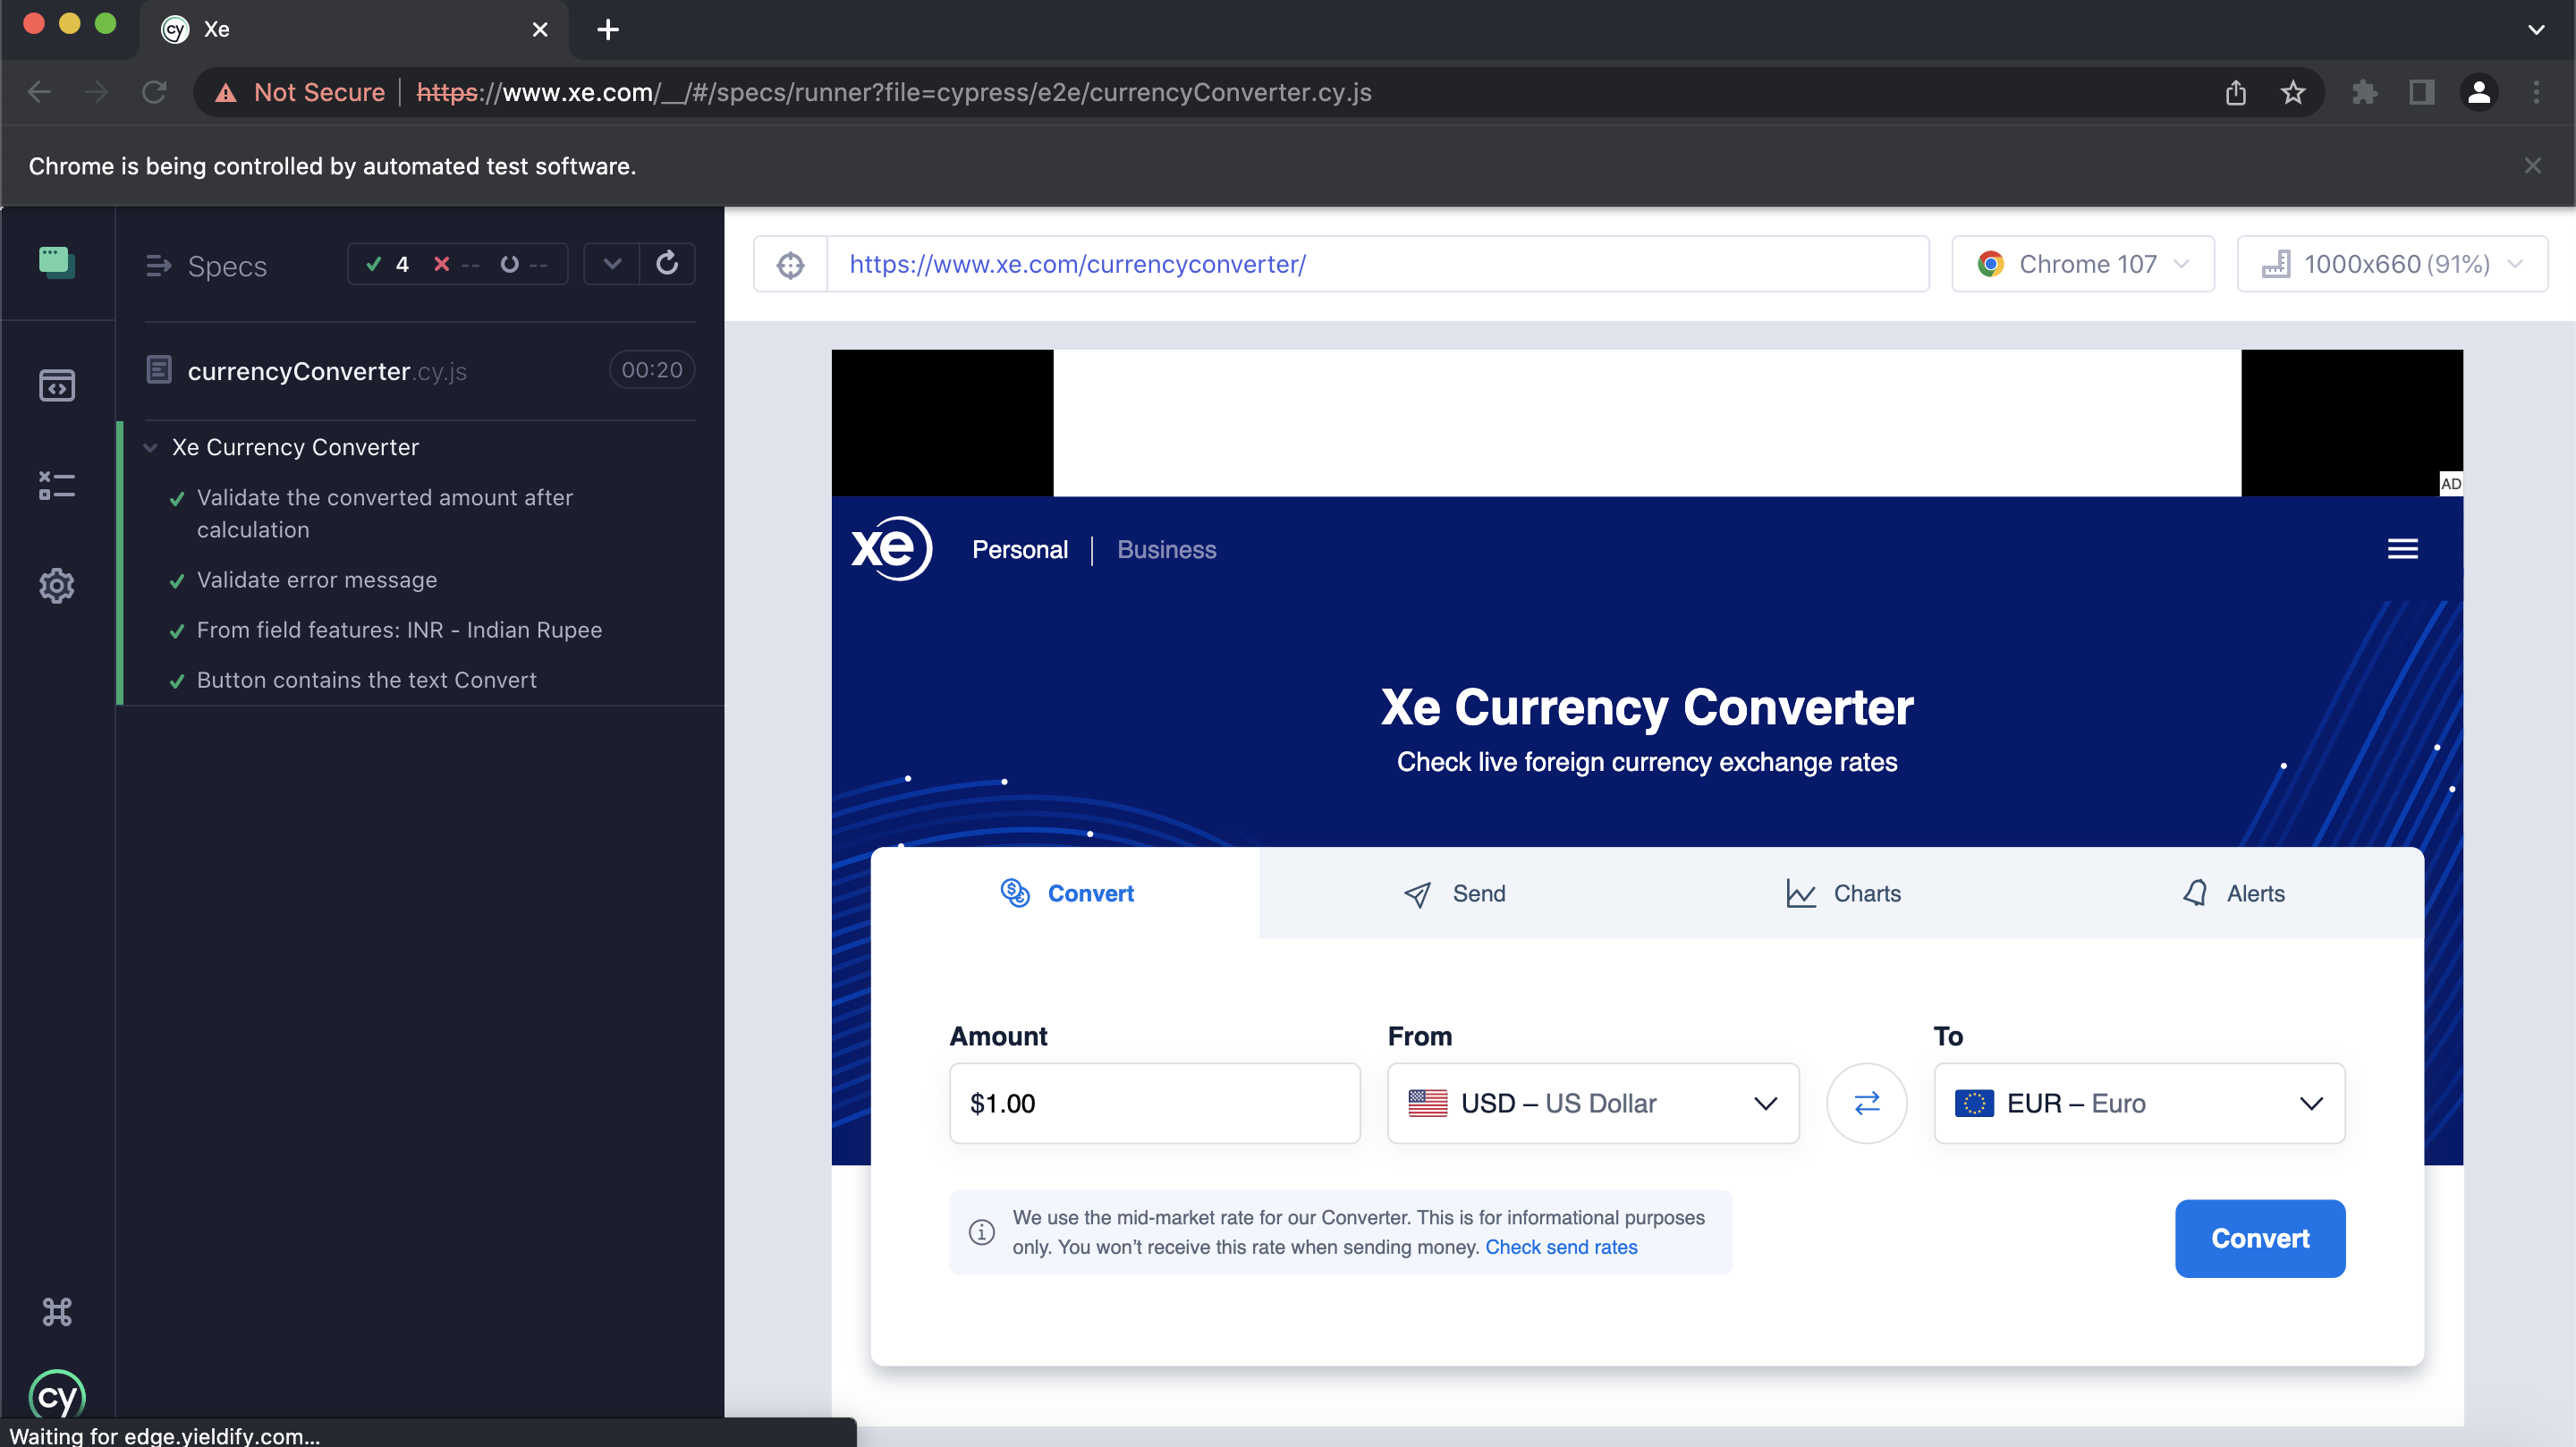 Xe
Not Secure
https://www.xe.com/__/#/specs/runner?file=cypress/e2e/currencyConverter.cy.js
Chrome is being controlled by automated test software.
Specs
4 -- --
https://www.xe.com/currencyconverter/
Chrome 107
1000x660 (91%)
currencyConverter.cy.js
00:20
Xe Currency Converter
Validate the converted amount after
calculation
Validate error message
From field features: INR - Indian Rupee
Button contains the text Convert
AD
xe
Personal
Business
Xe Currency Converter
Check live foreign currency exchange rates
Convert
Send
Charts
Alerts
Amount
From
To
$1.00
USD – US Dollar
EUR – Euro
We use the mid-market rate for our Converter. This is for informational purposes
only. You won’t receive this rate when sending money. Check send rates
Convert
cy
Waiting for edge.yieldify.com...